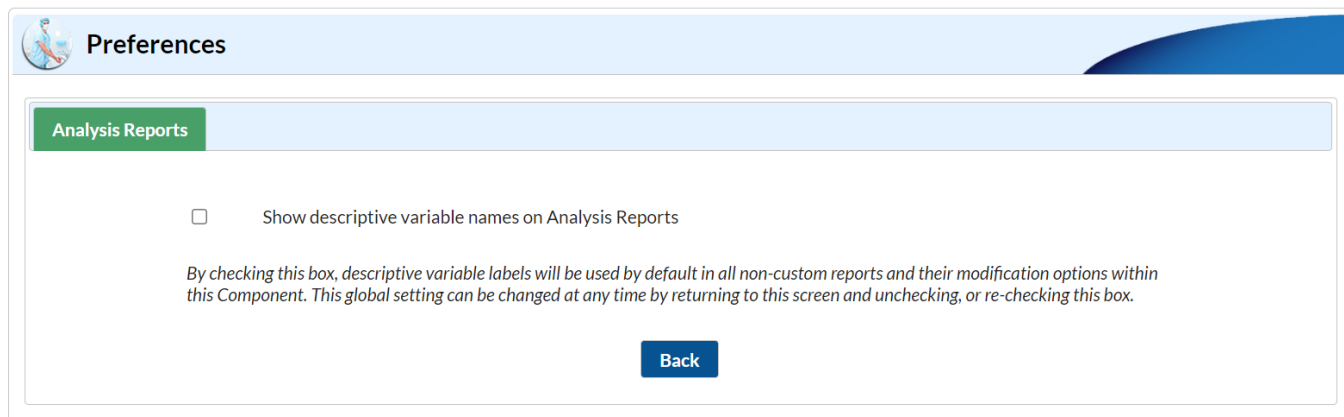 Preferences
Analysis Reports
Show descriptive variable names on Analysis Reports
By checking this box, descriptive variable labels will be used by default in all non-custom reports and their modification options within
this Component. This global setting can be changed at any time by returning to this screen and unchecking, or re-checking this box.
Back